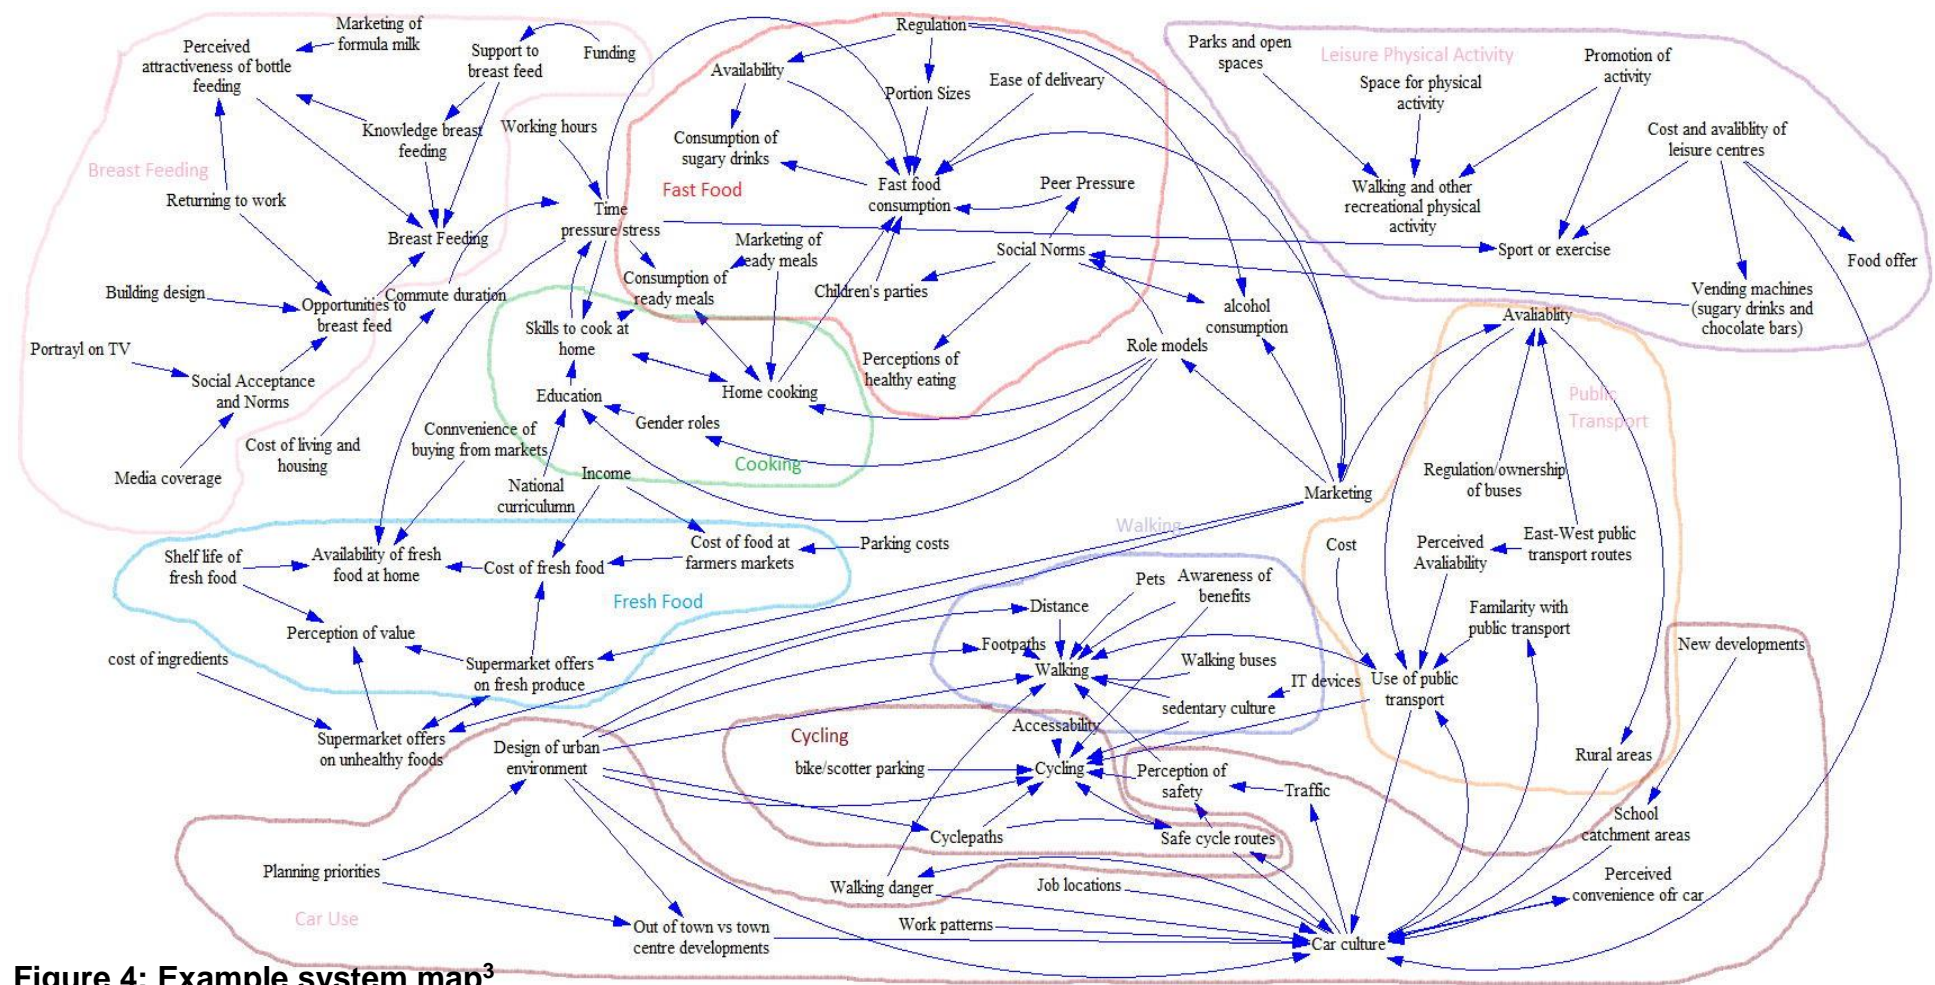 Marketing of
formula milk
Perceived
attractiveness of bottle
feeding
Support to
breast feed
Funding
Knowledge breast
feeding
Breast Feeding
Returning to work
Breast Feeding
Building design
Opportunities to
breast feed
Commute duration
Portrayl on TV
Social Acceptance
and Norms
Media coverage
Cost of living and
housing
Working hours
Time
pressure stress
Regulation
Availability
Portion Sizes
Ease of deliveary
Consumption of
sugary drinks
Fast Food
Fast food
consumption
Peer Pressure
Marketing of
eady meals
Social Norms
Consumption of
ready meals
Children's parties
alcohol
consumption
Role models
Perceptions of
healthy eating
Skills to cook at
home
Education
Home cooking
Gender roles
Cooking
Connvenience of
buying from markets
Income
National
curriculumn
Parks and open
spaces
Leisure Physical Activity
Promotion of
activity
Space for physical
activity
Cost and avaliblty of
leisure centres
Walking and other
recreational physical
activity
Sport or exercise
Food offer
Vending machines
(sugary drinks and
chocolate bars)
Avaliablity
Public
Transport
Regulation/ownership
of buses
Marketing
Cost
Perceived
Avaliability
East-West public
transport routes
Familarity with
public transport
Use of public
transport
Rural areas
New developments
School
catchment areas
Perceived
convenience ofr car
Shelf life of
fresh food
Availability of fresh
food at home
Cost of fresh food
Cost of food at
farmers markets
Parking costs
Fresh Food
Perception of value
cost of ingredients
Supermarket offers
on fresh produce
Supermarket offers
on unhealthy foods
Walking
Pets
Awareness of
benefits
Distance
Footpaths
Walking
Walking buses
IT devices
sedentary culture
Accessability
Cycling
bike/scotter parking
Cycling
Perception of
safety
Traffic
Cyclepaths
Safe cycle routes
Design of urban
environment
Planning priorities
Car Use
Out of town vs town
centre developments
Walking danger
Job locations
Work patterns
Car culture
Figure 4: Example system map3